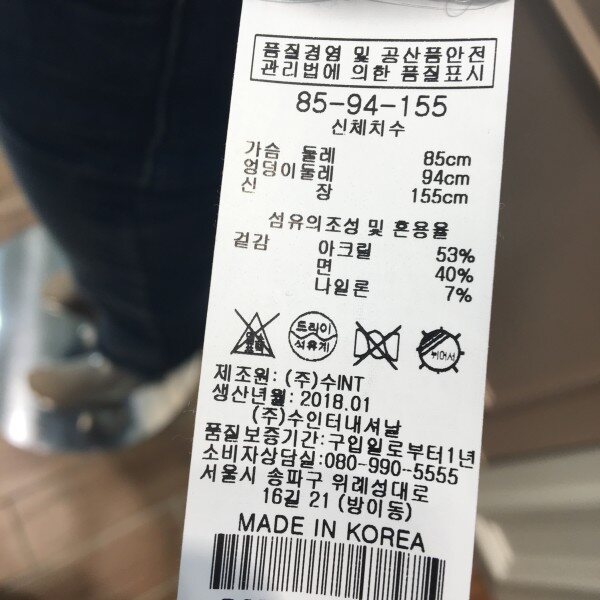 품질경영 및 공산품안전
관리법에 의한 품질표시
85-94-155
신체치수
가슴 둘레 85cm
엉덩이둘레 94cm
신 장 155cm
섬유의조성 및 혼용율
겉감 아크릴 53%
면 40%
나일론 7%
드라이
석유계
뉘어서
제조원: (주)수INT
생산년월: 2018.01
(주)수인터내셔날
품질보증기간:구입일로부터1년
소비자상담실:080-990-5555
서울시 송파구 위례성대로
16길 21 (방이동)
MADE IN KOREA